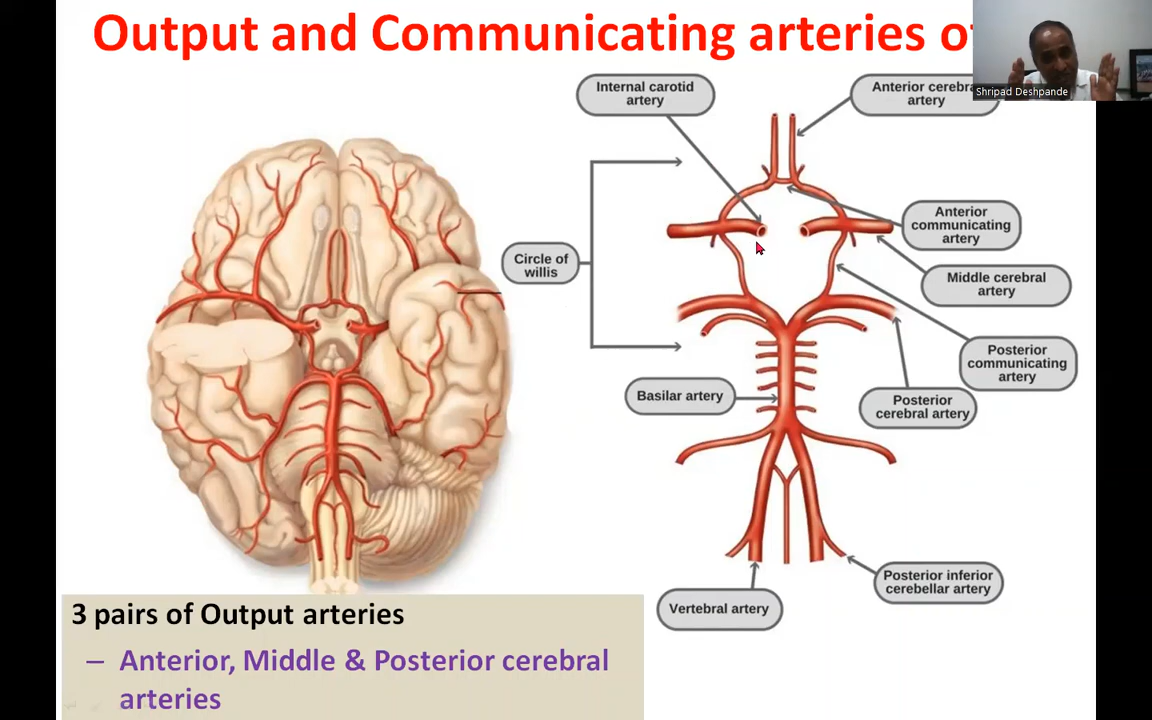 Output and Communicating arteries of
Shripad Deshpande
Internal carotid
artery
Anterior
artery
Anterior
communicating
artery
Circle of
willis
Middle cerebral
artery
Posterior
communicating
artery
Basilar artery
Posterior
cerebral artery
Posterior inferior
cerebellar artery
Vertebral artery
3 pairs of Output arteries
– Anterior, Middle & Posterior cerebral
arteries